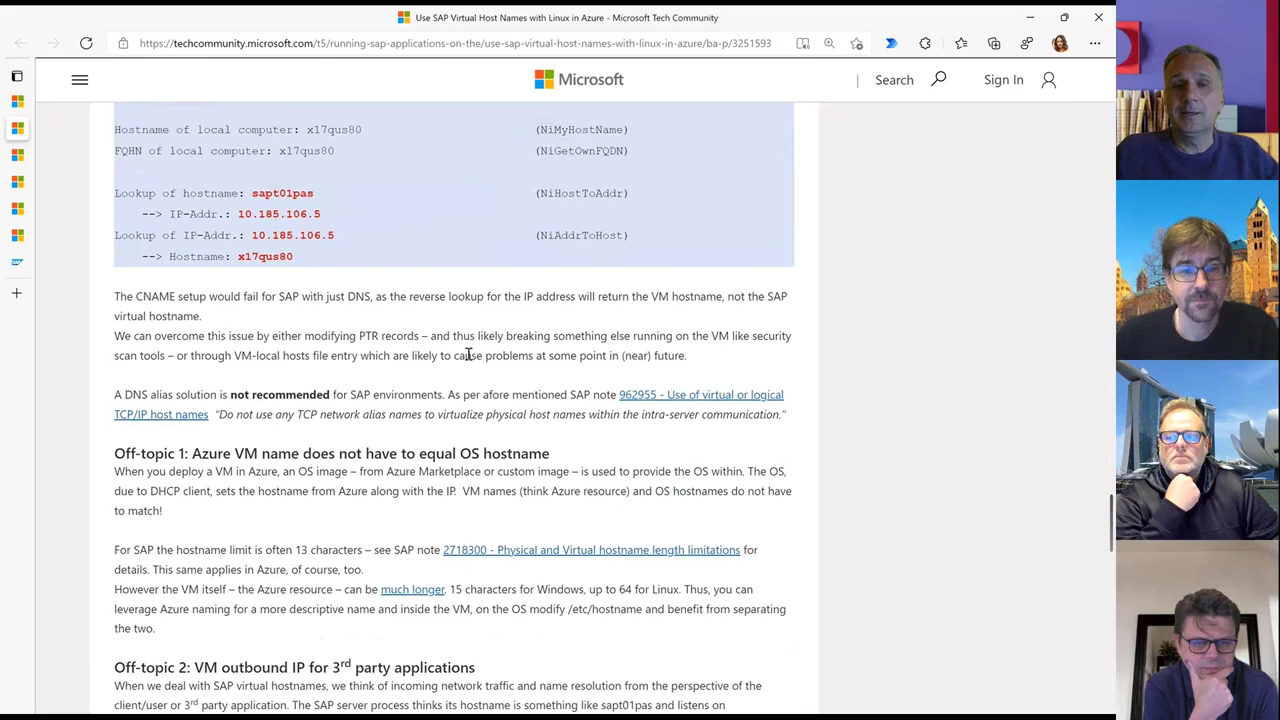 Use SAP Virtual Host Names with Linux in Azure - Microsoft Tech Community
https://techcommunity.microsoft.com/t5/running-sap-applications-on-the/use-sap-virtual-host-names-with-linux-in-azure/ba-p/3251593
Microsoft
Search
Sign In
Hostname of local computer: x17qus80 (NiMyHostName)
FQHN of local computer: x17qus80 (NiGetOwnFQDN)
Lookup of hostname: sapt01pas (NiHostToAddr)
--> IP-Addr.: 10.185.106.5
Lookup of IP-Addr.: 10.185.106.5 (NiAddrToHost)
--> Hostname: x17qus80
The CNAME setup would fail for SAP with just DNS, as the reverse lookup for the IP address will return the VM hostname, not the SAP
virtual hostname.
We can overcome this issue by either modifying PTR records – and thus likely breaking something else running on the VM like security
scan tools – or through VM-local hosts file entry which are likely to cause problems at some point in (near) future.
A DNS alias solution is not recommended for SAP environments. As per afore mentioned SAP note 962955 - Use of virtual or logical
TCP/IP host names "Do not use any TCP network alias names to virtualize physical host names within the intra-server communication."
Off-topic 1: Azure VM name does not have to equal OS hostname
When you deploy a VM in Azure, an OS image – from Azure Marketplace or custom image – is used to provide the OS within. The OS,
due to DHCP client, sets the hostname from Azure along with the IP. VM names (think Azure resource) and OS hostnames do not have
to match!
For SAP the hostname limit is often 13 characters – see SAP note 2718300 - Physical and Virtual hostname length limitations for
details. This same applies in Azure, of course, too.
However the VM itself – the Azure resource – can be much longer. 15 characters for Windows, up to 64 for Linux. Thus, you can
leverage Azure naming for a more descriptive name and inside the VM, on the OS modify /etc/hostname and benefit from separating
the two.
Off-topic 2: VM outbound IP for 3rd party applications
When we deal with SAP virtual hostnames, we think of incoming network traffic and name resolution from the perspective of the
client/user or 3rd party application. The SAP server process thinks its hostname is something like sapt01pas and listens on